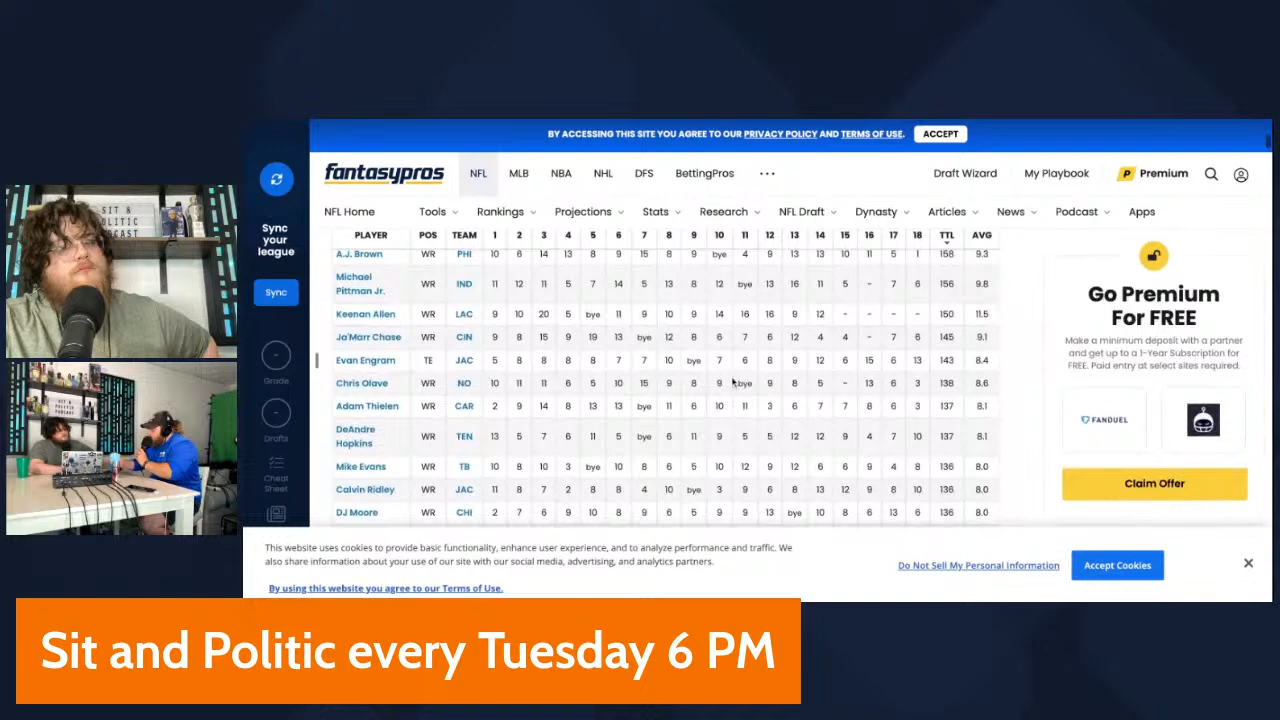 BY ACCESSING THIS SITE YOU AGREE TO OUR PRIVACY POLICY AND TERMS OF USE. ACCEPT
fantasypros NFL MLB NBA NHL DFS BettingPros ... Draft Wizard My Playbook P Premium
NFL Home Tools Rankings Projections Stats Research NFL Draft Dynasty Articles News Podcast Apps
Sync
your
league
Sync
Grade
Drafts
Cheat
Sheet
SIT &
POLITIC
PODCAST
PLAYER POS TEAM 1 2 3 4 5 6 7 8 9 10 11 12 13 14 15 16 17 18 TTL AVG
A.J. Brown WR PHI 10 6 14 13 8 9 15 8 9 bye 4 9 13 13 10 11 5 1 158 9.3
Michael
Pittman Jr. WR IND 11 12 11 5 7 14 5 13 8 12 bye 13 16 11 5 - 7 6 156 9.8
Keenan Allen WR LAC 9 10 20 5 bye 11 9 10 9 14 16 16 9 12 - - - - 150 11.5
Ja'Marr Chase WR CIN 9 8 15 9 19 13 bye 12 8 6 7 6 12 4 4 - 7 6 145 9.1
Evan Engram TE JAC 5 8 8 8 8 7 7 10 bye 7 6 8 9 12 6 15 6 13 143 8.4
Chris Olave WR NO 10 11 11 6 5 10 15 9 8 9 bye 9 8 5 - 13 6 3 138 8.6
Adam Thielen WR CAR 2 9 14 8 13 13 bye 11 6 10 11 3 6 7 7 8 6 3 137 8.1
DeAndre
Hopkins WR TEN 13 5 7 6 11 5 bye 6 11 9 5 5 12 12 9 4 7 10 137 8.1
Mike Evans WR TB 10 8 10 3 bye 10 8 6 5 10 12 9 12 6 6 9 4 8 136 8.0
Calvin Ridley WR JAC 11 8 7 2 8 8 4 10 bye 3 9 6 8 13 12 9 8 10 136 8.0
DJ Moore WR CHI 2 7 6 9 10 8 9 6 5 9 9 13 bye 10 8 6 13 6 136 8.0
Go Premium
For FREE
Make a minimum deposit with a partner
and get up to a 1-Year Subscription for
FREE. Paid entry at select sites required.
FANDUEL
Claim Offer
This website uses cookies to provide basic functionality, enhance user experience, and to analyze performance and traffic. We
also share information about your use of our site with our social media, advertising, and analytics partners.
By using this website you agree to our Terms of Use.
Do Not Sell My Personal Information Accept Cookies
Sit and Politic every Tuesday 6 PM